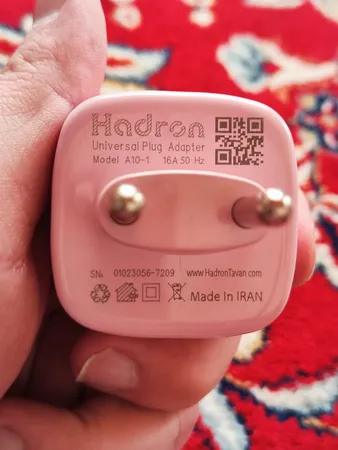 Hadron
Universal Plug Adapter
Model A10-1 16A 50 Hz
SN: 01023056-7209 www.HadronTavan.com
Made In IRAN